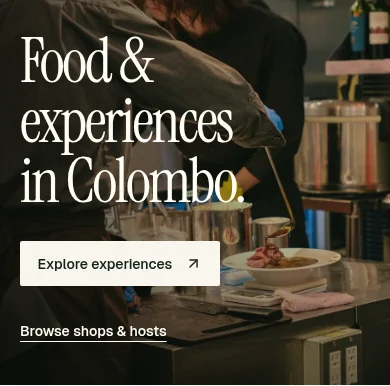 Food &
experiences
in Colombo.
Explore experiences
Browse shops & hosts